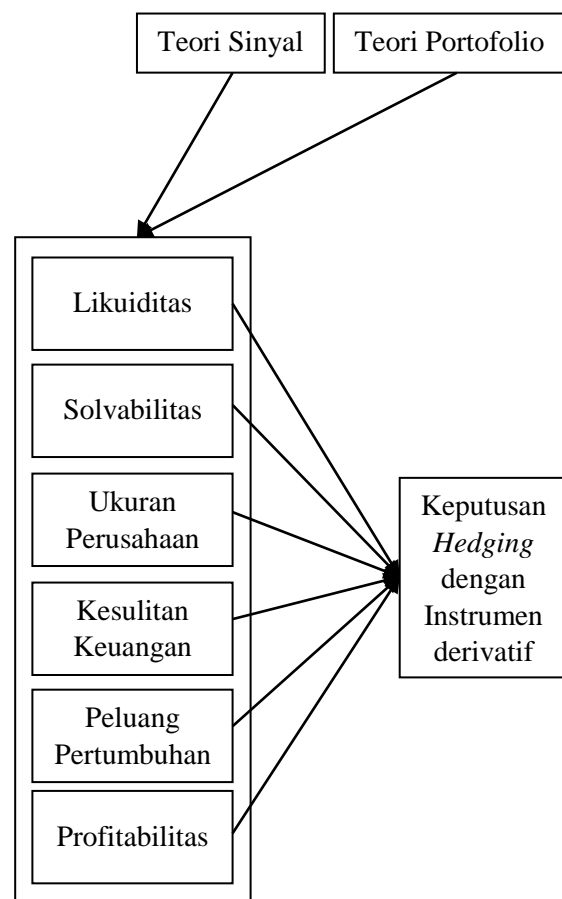 Teori Sinyal
Teori Portofolio
Likuiditas
Solvabilitas
Ukuran
Perusahaan
Kesulitan
Keuangan
Peluang
Pertumbuhan
Profitabilitas
Keputusan
Hedging
dengan
Instrumen
derivatif